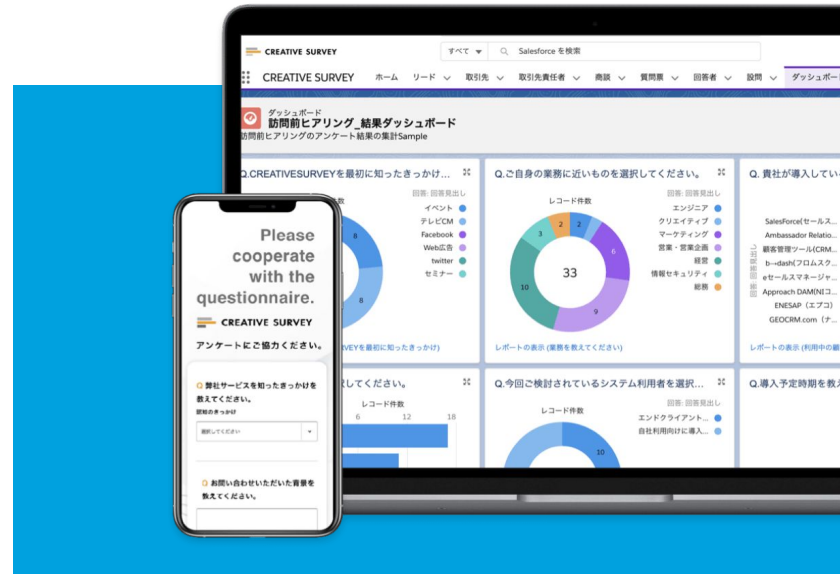 CREATIVE SURVEY
すべて
Salesforce を検索
CREATIVE SURVEY
ホーム
リード
取引先
取引先責任者
商談
質問票
回答者
設問
ダッシュボード
ダッシュボード
訪問前ヒアリング_結果ダッシュボード
訪問前ヒアリングのアンケート結果の集計Sample
Q.CREATIVESURVEYを最初に知ったきっかけ...
回答: 回答見出し
イベント
テレビCM
Facebook
Web広告
twitter
セミナー
8
8
Q.ご自身の業務に近いものを選択してください。
レコード件数
回答: 回答見出し
エンジニア
クリエイティブ
マーケティング
営業・営業企画
経営
情報セキュリティ
総務
2
2
3
6
33
10
9
レポートの表示 (業務を教えてください)
Q. 貴社が導入してい
回答: 回答見出し
SalesForce(セールス...
Ambassador Relatio...
顧客管理ツール(CRM...
b→dash(フロムスク...
eセールスマネージャ...
Approach DAM(NIコ...
ENESAP（エプコ）
GEOCRM.com（ナ...
レポートの表示 (利用中の顧
してください。
レコード件数
6
12
18
Q.今回ご検討されているシステム利用者を選択...
レコード件数
回答: 回答見出し
エンドクライアント...
自社利用向けに導入...
10
Q.導入予定時期を教え
Please
cooperate
with the
questionnaire.
CREATIVE SURVEY
アンケートにご協力ください。
Q 弊社サービスを知ったきっかけを
教えてください。
認知のきっかけ
選択してください
Q お問い合わせいただいた背景を
教えてください。